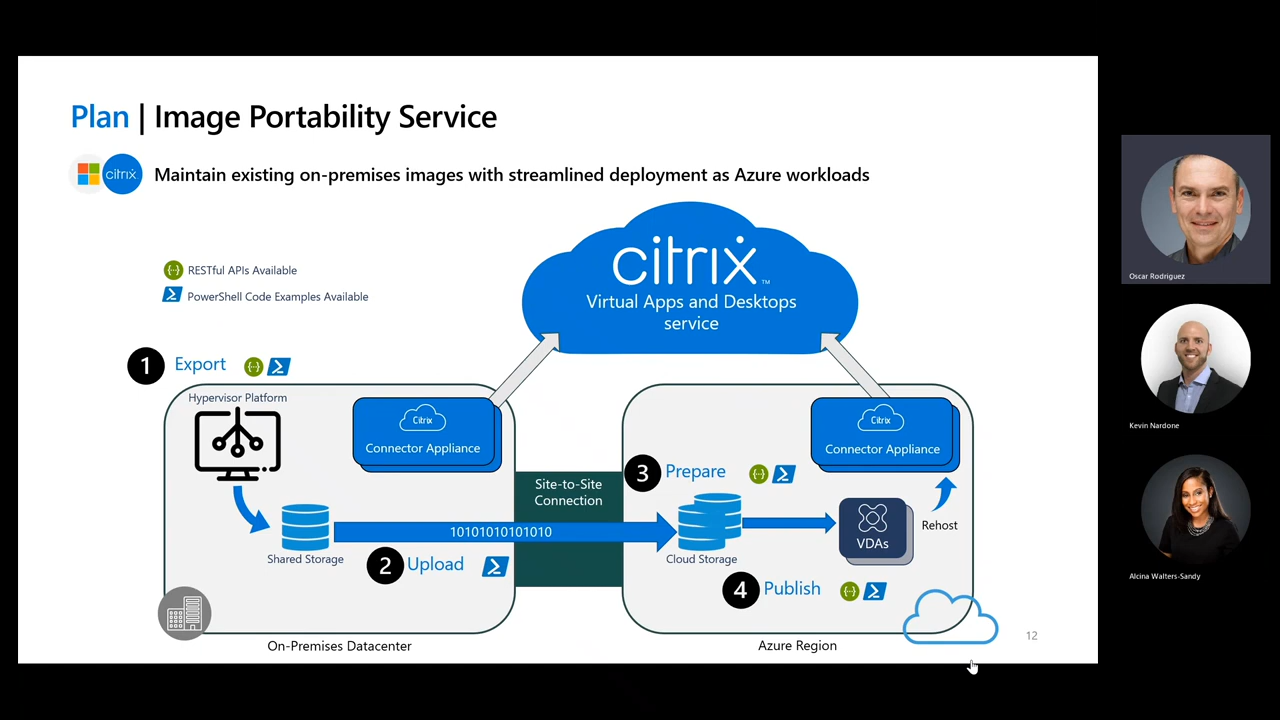 Plan | Image Portability Service
citrix
Maintain existing on-premises images with streamlined deployment as Azure workloads
citrix™
Virtual Apps and Desktops
service
{··} RESTful APIs Available
PowerShell Code Examples Available
1 Export {··}
Hypervisor Platform
Citrix
Connector Appliance
Citrix
Connector Appliance
Site-to-Site
Connection
3 Prepare {··}
10101010101010
Shared Storage
2 Upload
Cloud Storage
VDAs
Rehost
4 Publish {··}
On-Premises Datacenter
Azure Region
12
Oscar Rodriguez
Kevin Nardone
Alcina Walters-Sandy